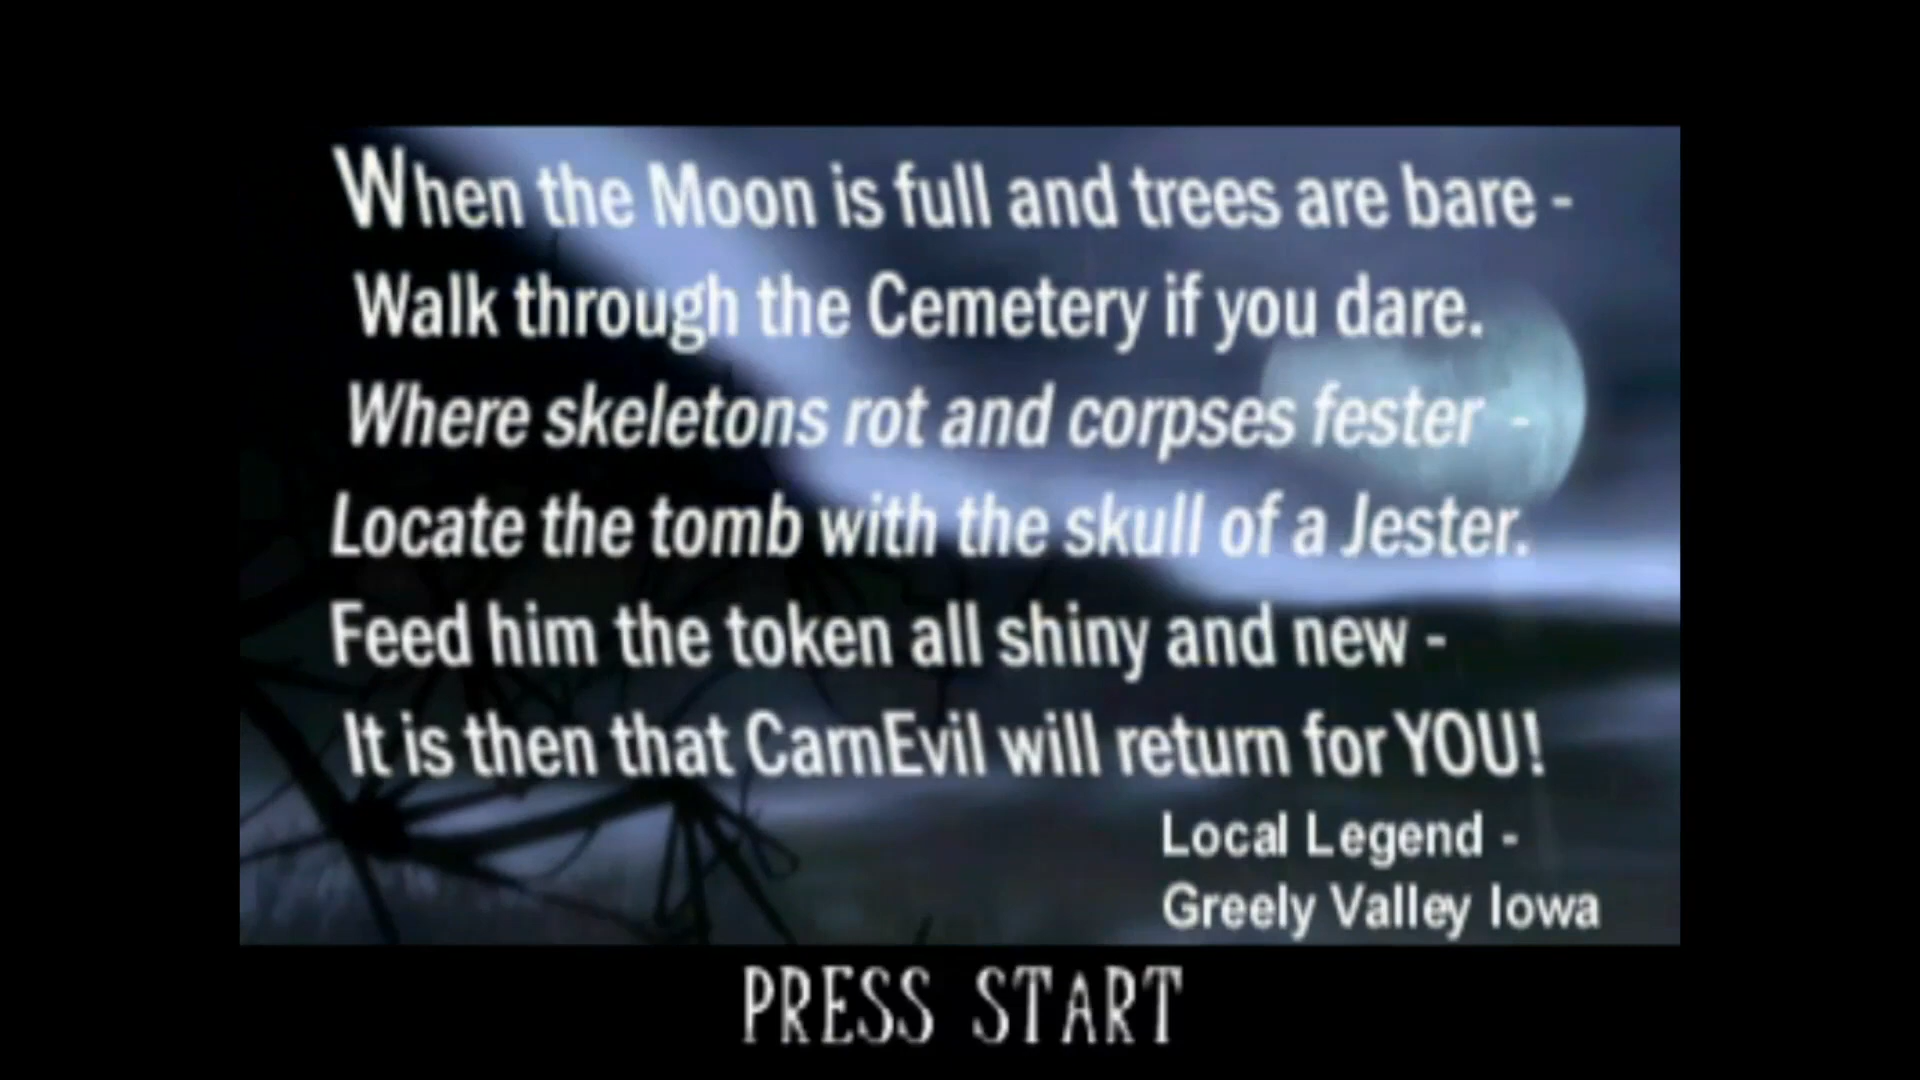 When the Moon is full and trees are bare -
Walk through the Cemetery if you dare.
Where skeletons rot and corpses fester -
Locate the tomb with the skull of a Jester.
Feed him the token all shiny and new -
It is then that CarnEvil will return for YOU!
Local Legend -
Greely Valley Iowa
PRESS START